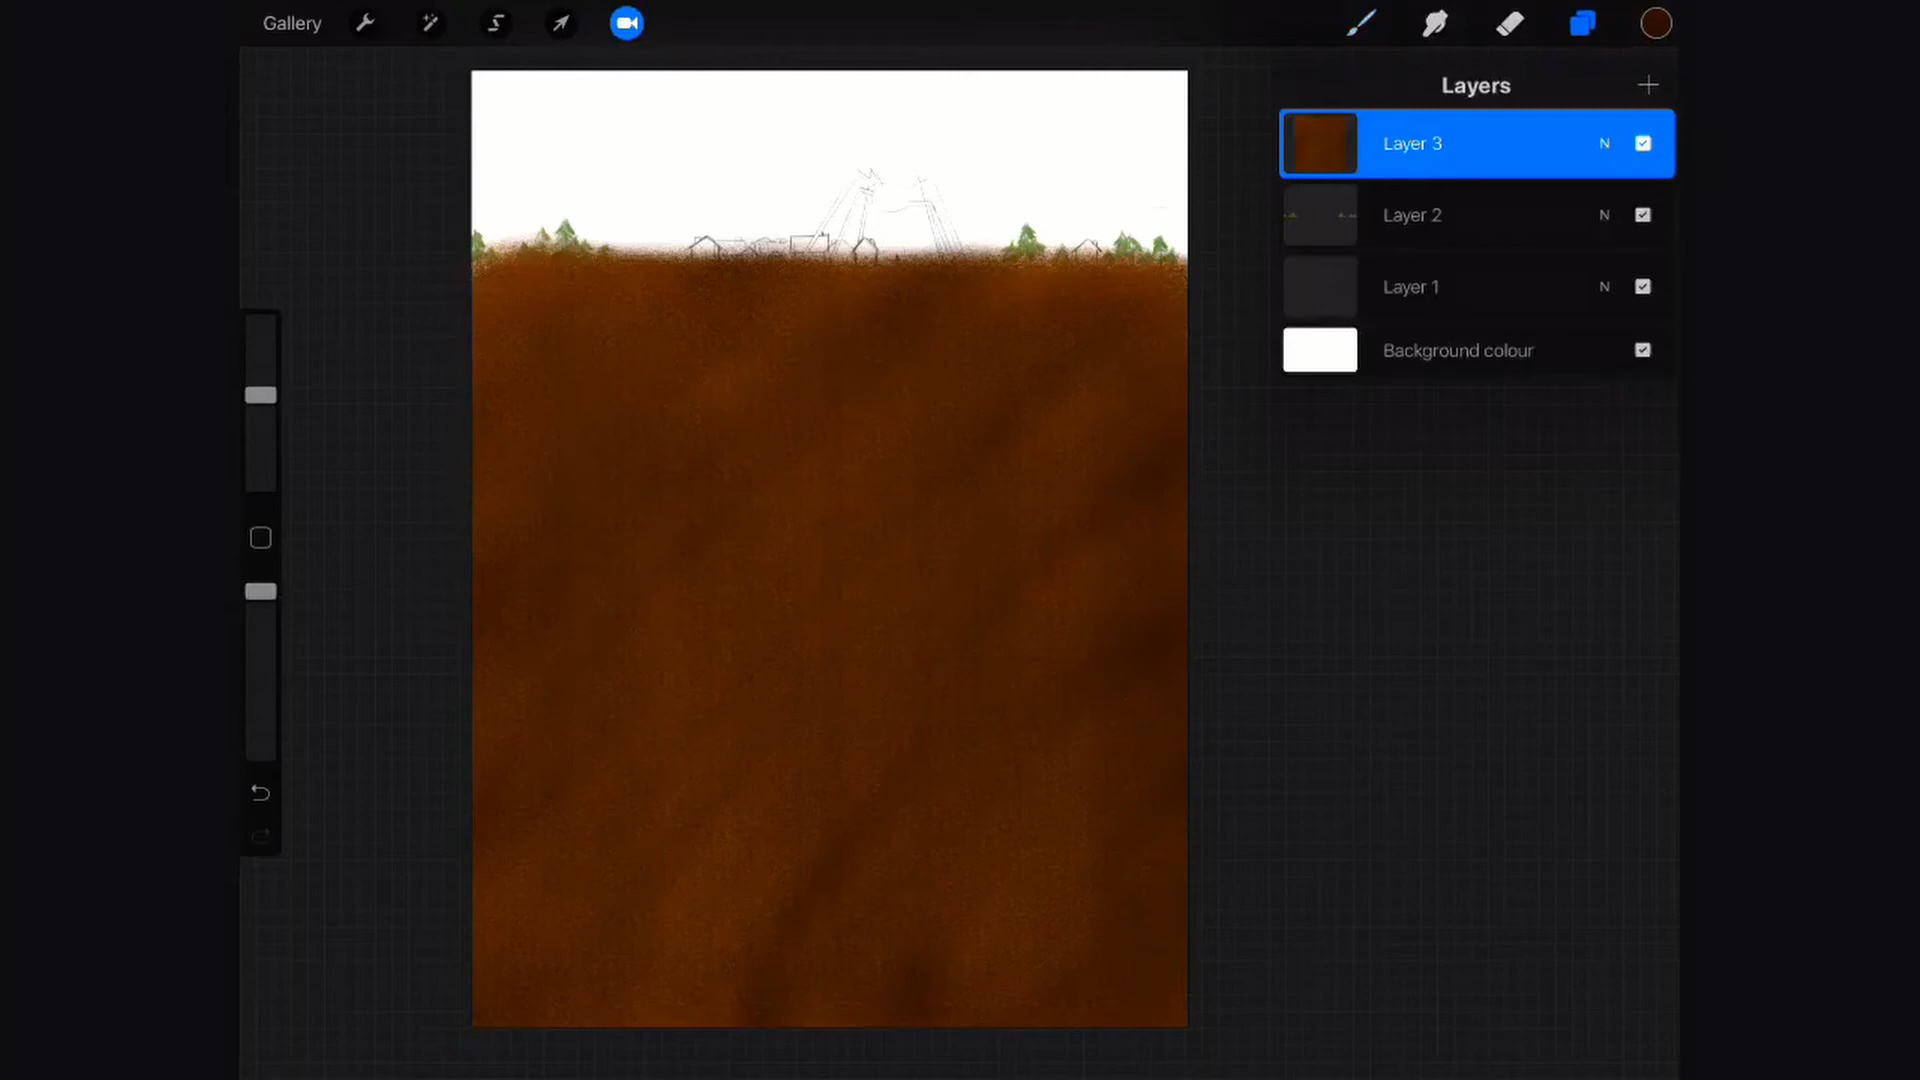 Gallery
Layers
Layer 3 N
Layer 2 N
Layer 1 N
Background colour